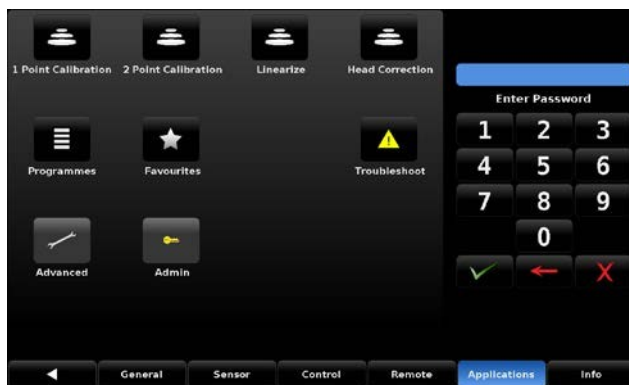 1 Point Calibration 2 Point Calibration Linearize Head Correction
Enter Password
1 2 3
Programmes Favourites Troubleshoot
4 5 6
7 8 9
0
Advanced Admin
General Sensor Control Remote Applications Info